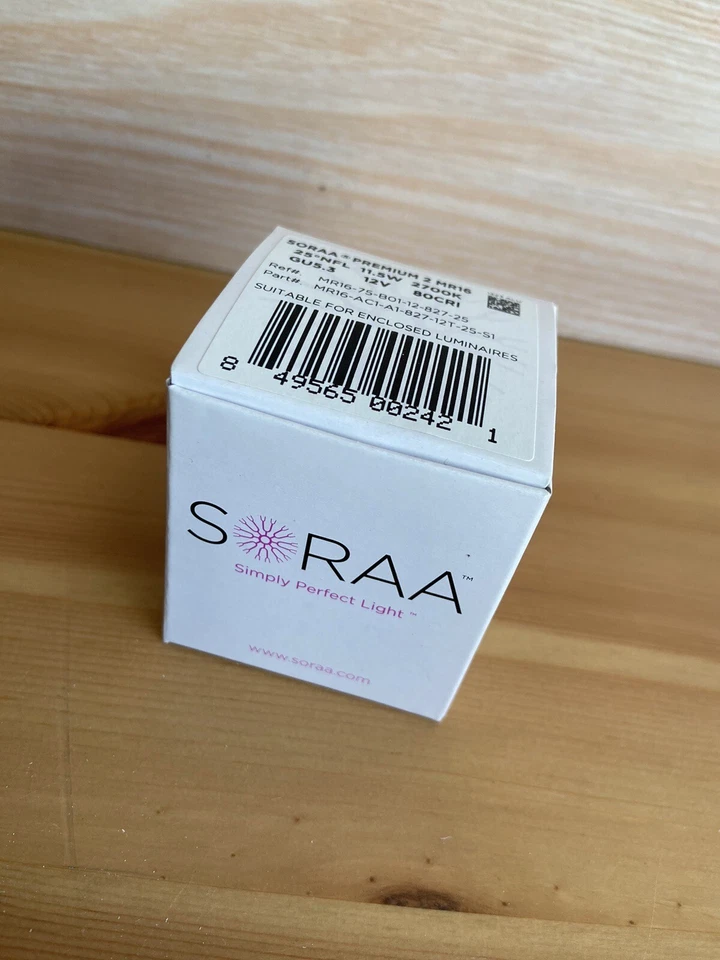 SORAA® PREMIUM 2 MR16
25°NFL 11.5W 2700K
GU5.3 12V 80CRI
Ref#. MR16-75-B01-12-827-25
Part#. MR16-AC1-A1-827-12T-25-S1
SUITABLE FOR ENCLOSED LUMINAIRES
8 49565 00242 1
SORAA™
Simply Perfect Light™
www.soraa.com